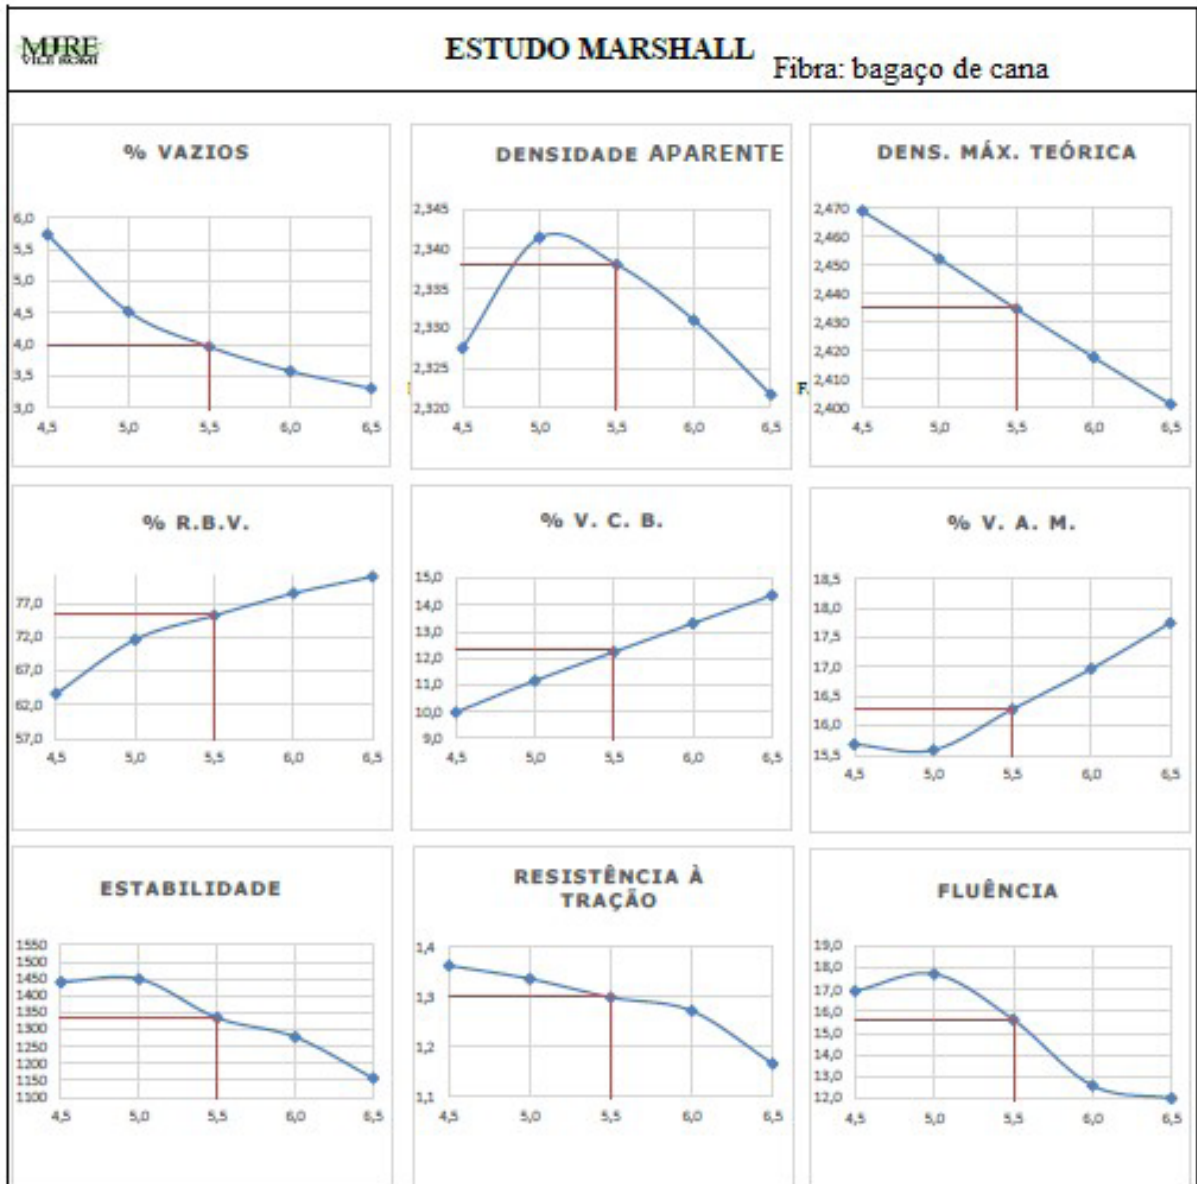 MJRE
ESTUDO MARSHALL
Fibra: bagaço de cana
% VAZIOS
6,0
5,5
5,0
4,5
4,0
3,5
3,0
4,5 5,0 5,5 6,0 6,5
DENSIDADE APARENTE
2,345
2,340
2,335
2,330
2,325
2,320
4,5 5,0 5,5 6,0 6,5
DENS. MÁX. TEÓRICA
2,470
2,460
2,450
2,440
2,430
2,420
2,410
2,400
4,5 5,0 5,5 6,0 6,5
% R.B.V.
77,0
72,0
67,0
62,0
57,0
4,5 5,0 5,5 6,0 6,5
% V. C. B.
15,0
14,0
13,0
12,0
11,0
10,0
9,0
4,5 5,0 5,5 6,0 6,5
% V. A. M.
18,5
18,0
17,5
17,0
16,5
16,0
15,5
4,5 5,0 5,5 6,0 6,5
ESTABILIDADE
1550
1500
1450
1400
1350
1300
1250
1200
1150
1100
4,5 5,0 5,5 6,0 6,5
RESISTÊNCIA À
TRAÇÃO
1,4
1,3
1,2
1,1
4,5 5,0 5,5 6,0 6,5
FLUÊNCIA
19,0
18,0
17,0
16,0
15,0
14,0
13,0
12,0
4,5 5,0 5,5 6,0 6,5